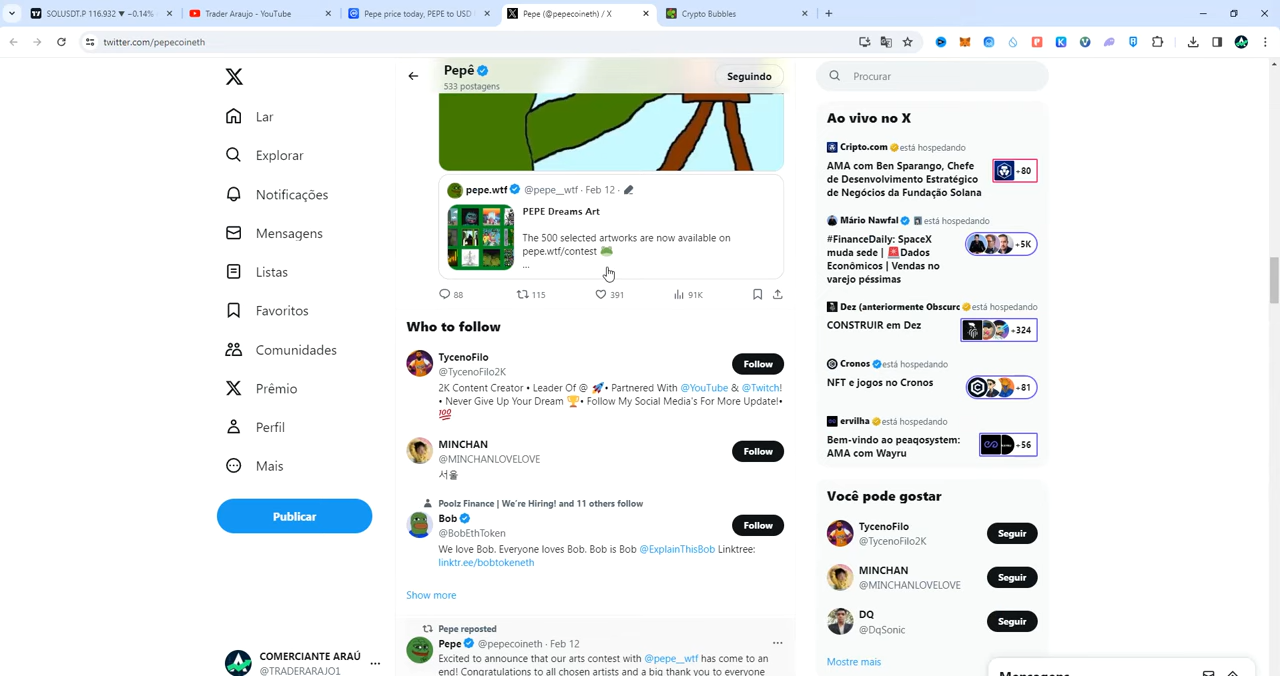 SOLUSDT.P 116.932 ▼ −0.14%
Trader Araujo - YouTube
Pepe price today, PEPE to USD
Pepe (@pepecoineth) / X
Crypto Bubbles
twitter.com/pepecoineth
Lar
Explorar
Notificações
Mensagens
Listas
Favoritos
Comunidades
Prêmio
Perfil
Mais
Publicar
COMERCIANTE ARAÚ
@TRADERARAJO1
Pepê
533 postagens
Seguindo
pepe.wtf @pepe__wtf · Feb 12 ·
PEPE Dreams Art
The 500 selected artworks are now available on
pepe.wtf/contest 🐸
...
88 115 391 91K
Who to follow
TycenoFilo
@TycenoFilo2K
Follow
2K Content Creator • Leader Of @ 🚀• Partnered With @YouTube & @Twitch!
• Never Give Up Your Dream 🏆• Follow My Social Media's For More Update!•
💯
MINCHAN
@MINCHANLOVELOVE
Follow
서울
Poolz Finance | We're Hiring! and 11 others follow
Bob
@BobEthToken
Follow
We love Bob. Everyone loves Bob. Bob is Bob @ExplainThisBob Linktree:
linktr.ee/bobtokeneth
Show more
Pepe reposted
Pepe @pepecoineth · Feb 12
Excited to announce that our arts contest with @pepe__wtf has come to an
end! Congratulations to all chosen artists and a big thank you to everyone
Procurar
Ao vivo no X
Cripto.com está hospedando
AMA com Ben Sparango, Chefe
de Desenvolvimento Estratégico
de Negócios da Fundação Solana
+80
Mário Nawfal está hospedando
#FinanceDaily: SpaceX
muda sede | 🚨Dados
Econômicos | Vendas no
varejo péssimas
+5K
Dez (anteriormente Obscurc está hospedando
CONSTRUIR em Dez
+324
Cronos está hospedando
NFT e jogos no Cronos
+81
ervilha está hospedando
Bem-vindo ao peaqosystem:
AMA com Wayru
+56
Você pode gostar
TycenoFilo
@TycenoFilo2K
Seguir
MINCHAN
@MINCHANLOVELOVE
Seguir
DQ
@DqSonic
Seguir
Mostre mais
Mensagens